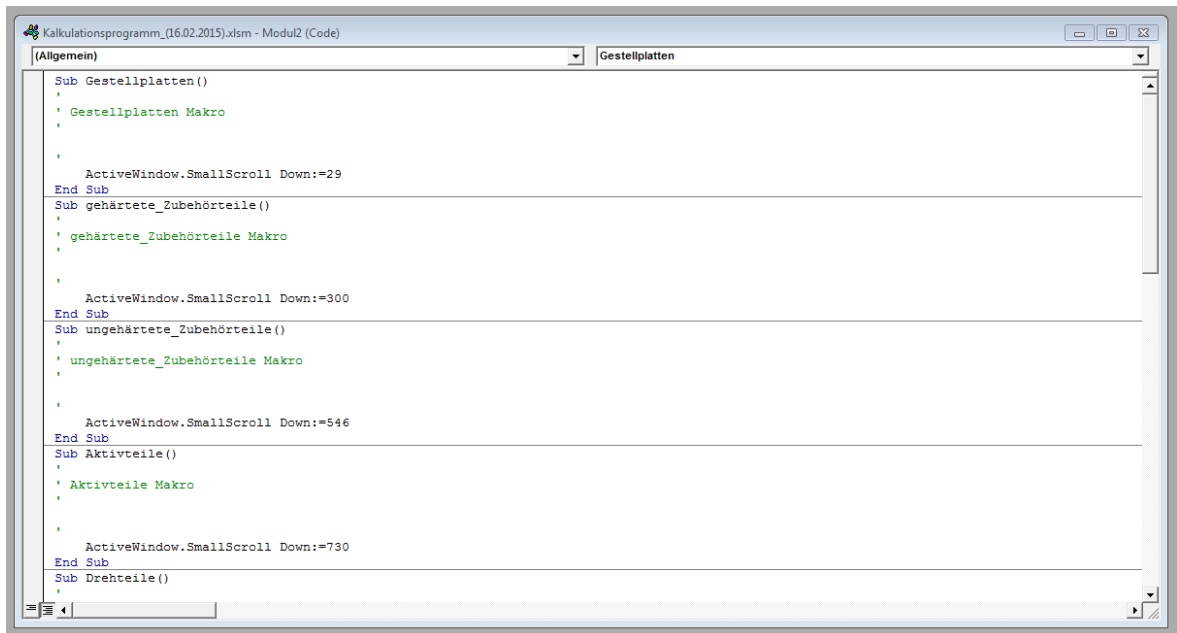 Kalkulationsprogramm_(16.02.2015).xlsm - Modul2 (Code)
(Allgemein) Gestellplatten
Sub Gestellplatten()
'
' Gestellplatten Makro
'
'
ActiveWindow.SmallScroll Down:=29
End Sub
Sub gehärtete_Zubehörteile()
'
' gehärtete_Zubehörteile Makro
'
'
ActiveWindow.SmallScroll Down:=300
End Sub
Sub ungehärtete_Zubehörteile()
'
' ungehärtete_Zubehörteile Makro
'
'
ActiveWindow.SmallScroll Down:=546
End Sub
Sub Aktivteile()
'
' Aktivteile Makro
'
'
ActiveWindow.SmallScroll Down:=730
End Sub
Sub Drehteile()
'